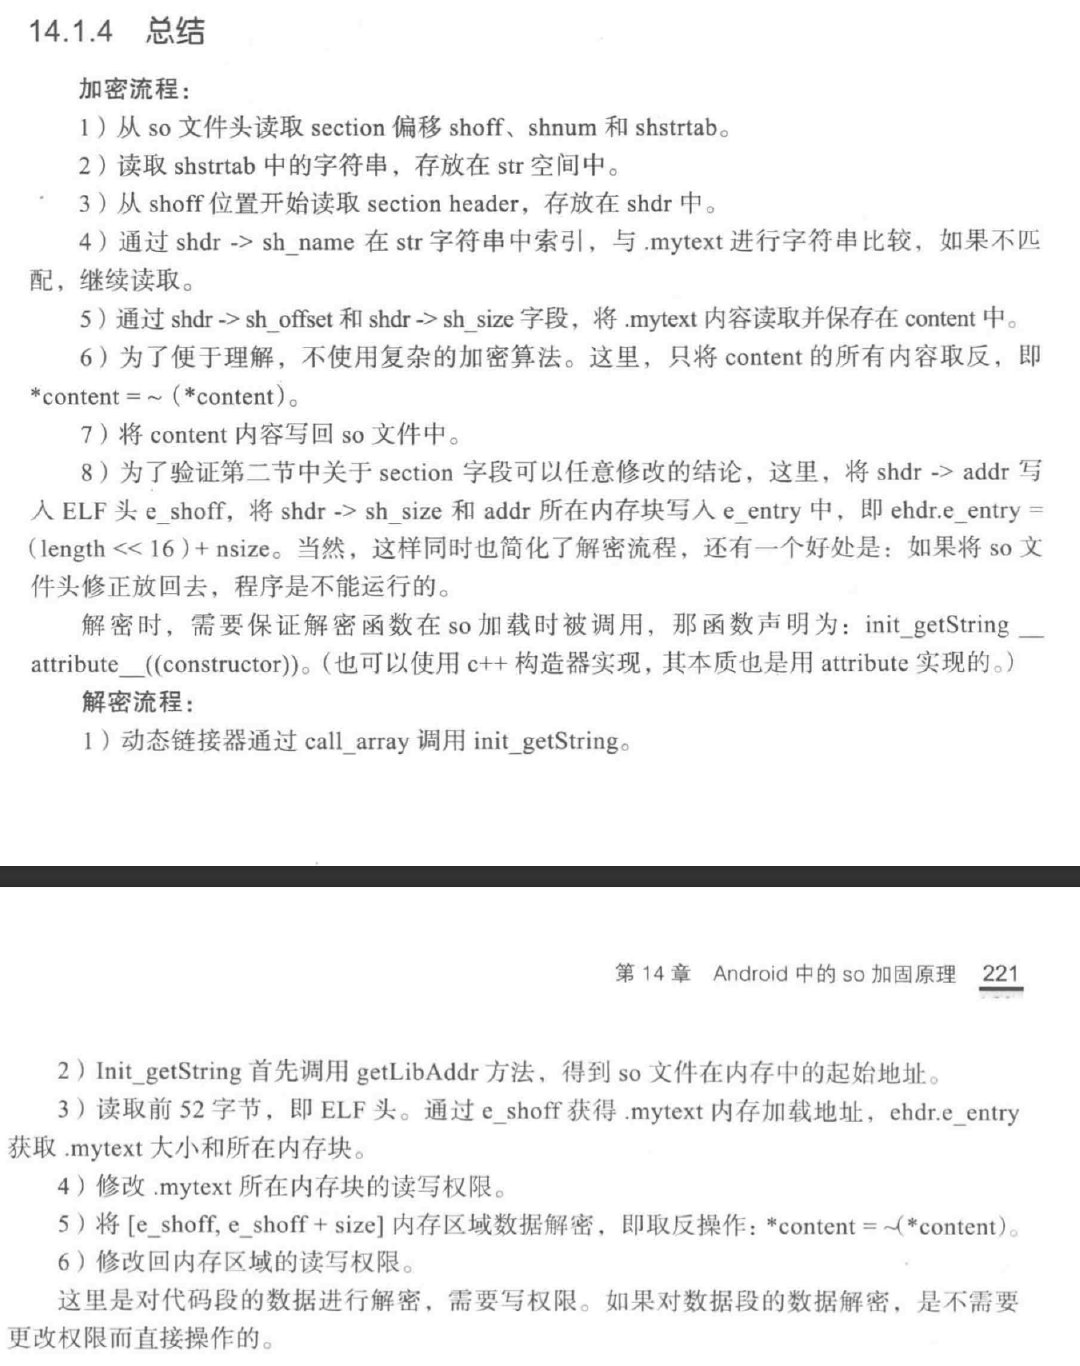 14.1.4 总结
加密流程：
1）从 so 文件头读取 section 偏移 shoff、shnum 和 shstrtab。
2）读取 shstrtab 中的字符串，存放在 str 空间中。
3）从 shoff 位置开始读取 section header，存放在 shdr 中。
4）通过 shdr -> sh_name 在 str 字符串中索引，与 .mytext 进行字符串比较，如果不匹
配，继续读取。
5）通过 shdr -> sh_offset 和 shdr -> sh_size 字段，将 .mytext 内容读取并保存在 content 中。
6）为了便于理解，不使用复杂的加密算法。这里，只将 content 的所有内容取反，即
*content = ~（*content）。
7）将 content 内容写回 so 文件中。
8）为了验证第二节中关于 section 字段可以任意修改的结论，这里，将 shdr -> addr 写
入 ELF 头 e_shoff，将 shdr -> sh_size 和 addr 所在内存块写入 e_entry 中，即 ehdr.e_entry =
（length << 16）+ nsize。当然，这样同时也简化了解密流程，还有一个好处是：如果将 so 文
件头修正放回去，程序是不能运行的。
解密时，需要保证解密函数在 so 加载时被调用，那函数声明为：init_getString __
attribute__((constructor))。（也可以使用 c++ 构造器实现，其本质也是用 attribute 实现的。）
解密流程：
1）动态链接器通过 call_array 调用 init_getString。
第 14 章 Android 中的 so 加固原理 221
2）Init_getString 首先调用 getLibAddr 方法，得到 so 文件在内存中的起始地址。
3）读取前 52 字节，即 ELF 头。通过 e_shoff 获得 .mytext 内存加载地址，ehdr.e_entry
获取 .mytext 大小和所在内存块。
4）修改 .mytext 所在内存块的读写权限。
5）将 [e_shoff, e_shoff + size] 内存区域数据解密，即取反操作：*content = ~(*content)。
6）修改回内存区域的读写权限。
这里是对代码段的数据进行解密，需要写权限。如果对数据段的数据解密，是不需要
更改权限而直接操作的。